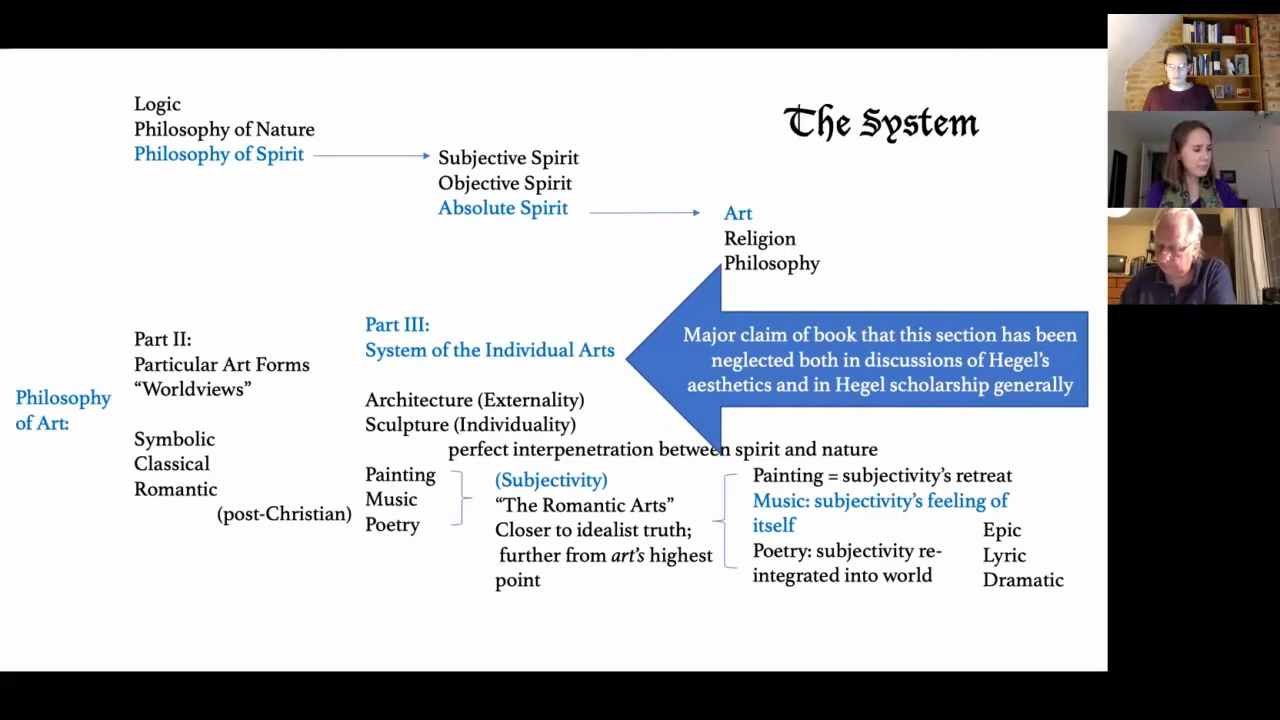 The System
Logic
Philosophy of Nature
Philosophy of Spirit
Subjective Spirit
Objective Spirit
Absolute Spirit
Art
Religion
Philosophy
Philosophy
of Art:
Part II:
Particular Art Forms
“Worldviews”
Symbolic
Classical
Romantic
(post-Christian)
Part III:
System of the Individual Arts
Major claim of book that this section has been
neglected both in discussions of Hegel’s
aesthetics and in Hegel scholarship generally
Architecture (Externality)
Sculpture (Individuality)
perfect interpenetration between spirit and nature
Painting
Music
Poetry
(Subjectivity)
“The Romantic Arts”
Closer to idealist truth;
further from art’s highest
point
Painting = subjectivity’s retreat
Music: subjectivity’s feeling of
itself
Poetry: subjectivity re-
integrated into world
Epic
Lyric
Dramatic